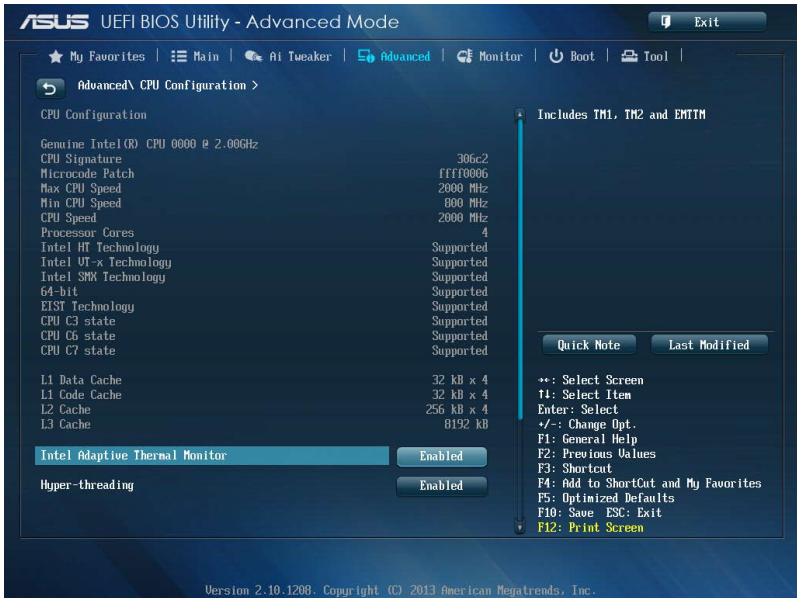 ASUS UEFI BIOS Utility - Advanced Mode
Exit
My Favorites | Main | Ai Tweaker | Advanced | Monitor | Boot | Tool |
Advanced\ CPU Configuration >
CPU Configuration
Includes TM1, TM2 and EMTTM
Genuine Intel(R) CPU 0000 @ 2.00GHz
CPU Signature 306c2
Microcode Patch ffff0006
Max CPU Speed 2000 MHz
Min CPU Speed 800 MHz
CPU Speed 2000 MHz
Processor Cores 4
Intel HT Technology Supported
Intel VT-x Technology Supported
Intel SMX Technology Supported
64-bit Supported
EIST Technology Supported
CPU C3 state Supported
CPU C6 state Supported
CPU C7 state Supported
L1 Data Cache 32 kB x 4
L1 Code Cache 32 kB x 4
L2 Cache 256 kB x 4
L3 Cache 8192 kB
Intel Adaptive Thermal Monitor Enabled
Hyper-threading Enabled
Quick Note Last Modified
→←: Select Screen
↑↓: Select Item
Enter: Select
+/-: Change Opt.
F1: General Help
F2: Previous Values
F3: Shortcut
F4: Add to ShortCut and My Favorites
F5: Optimized Defaults
F10: Save ESC: Exit
F12: Print Screen
Version 2.10.1208. Copyright (C) 2013 American Megatrends, Inc.